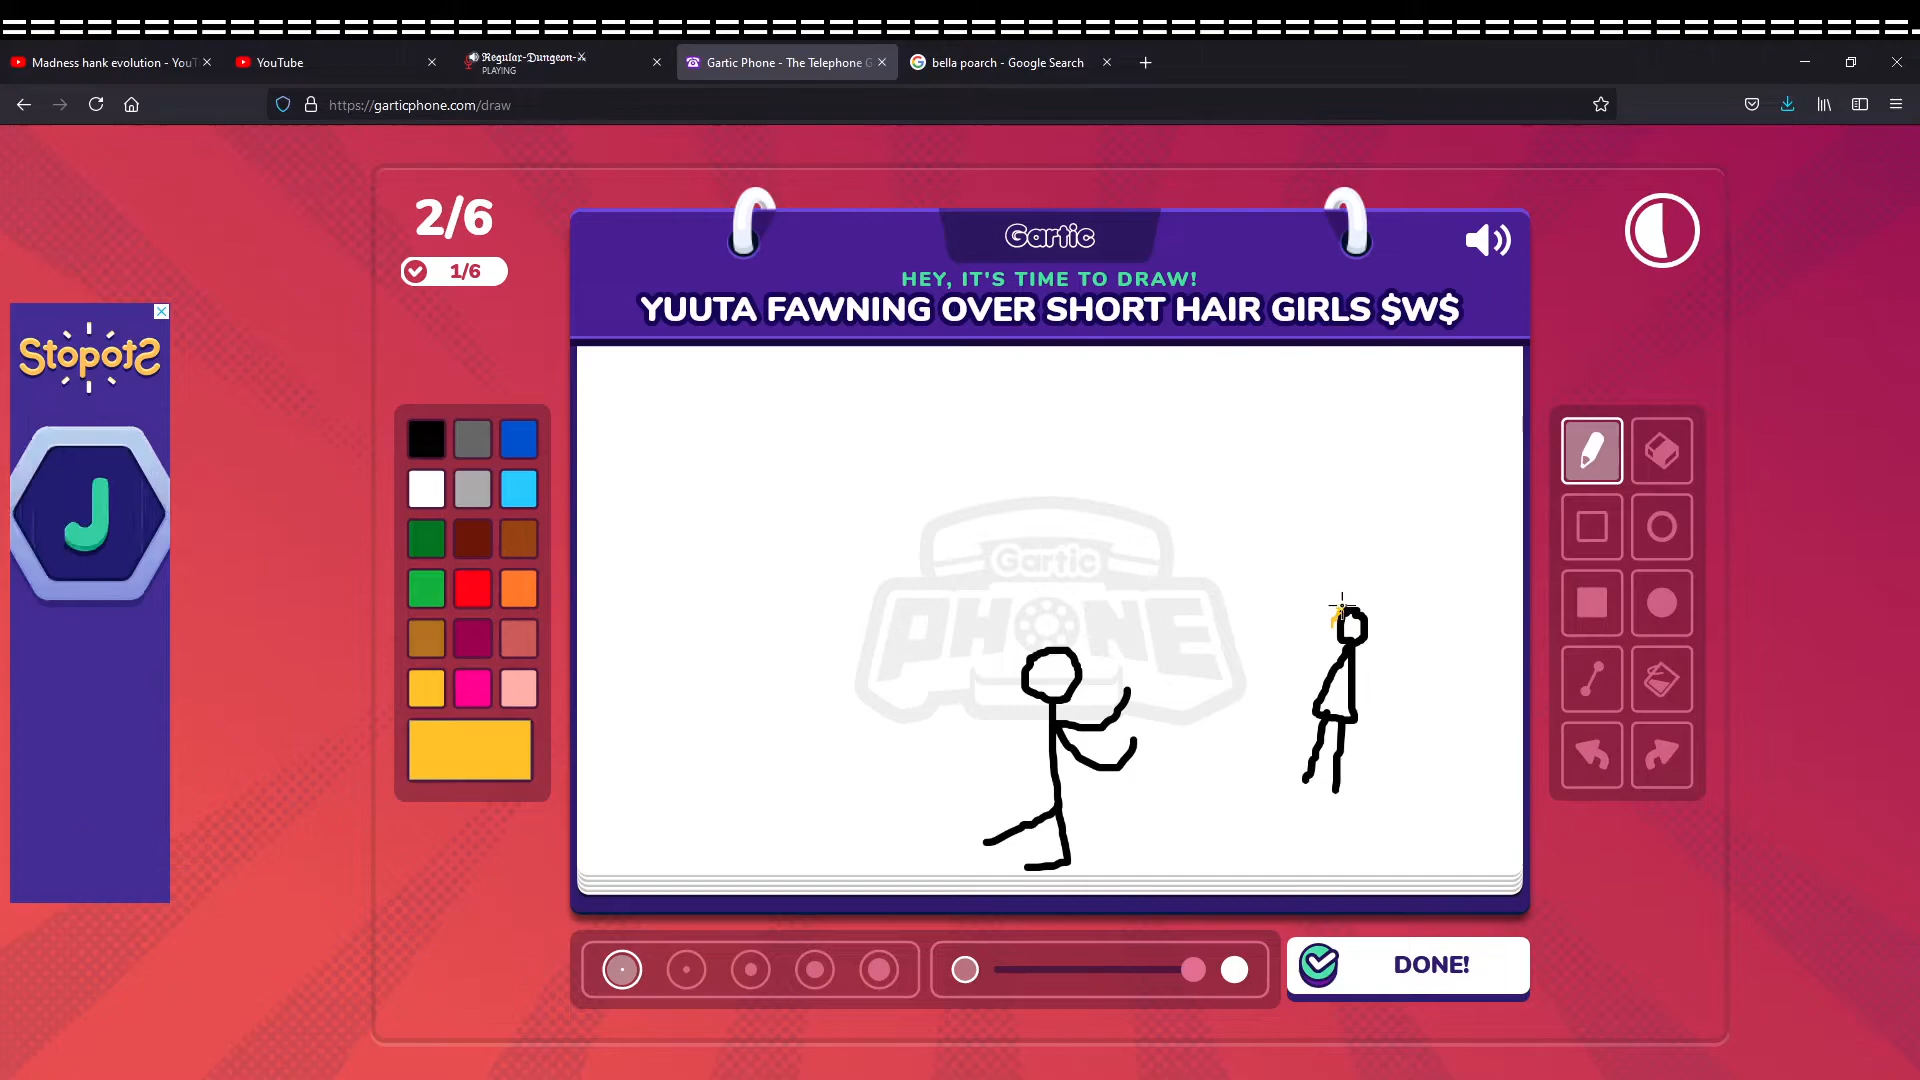 Madness hank evolution - YouT
YouTube
Regular-Dungeon-⚔
PLAYING
Gartic Phone - The Telephone G
bella poarch - Google Search
https://garticphone.com/draw
2/6
1/6
Gartic
HEY, IT'S TIME TO DRAW!
YUUTA FAWNING OVER SHORT HAIR GIRLS $W$
StopotS
J
Gartic
PHONE
DONE!